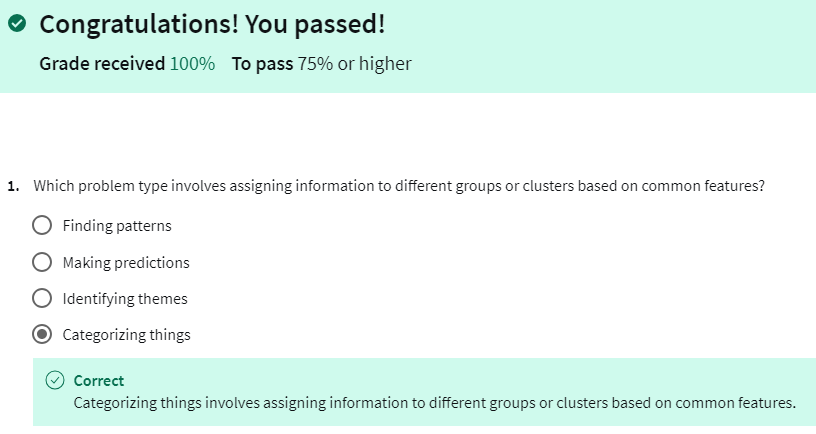 Congratulations! You passed!
Grade received 100% To pass 75% or higher
1. Which problem type involves assigning information to different groups or clusters based on common features?
Finding patterns
Making predictions
Identifying themes
Categorizing things
Correct
Categorizing things involves assigning information to different groups or clusters based on common features.